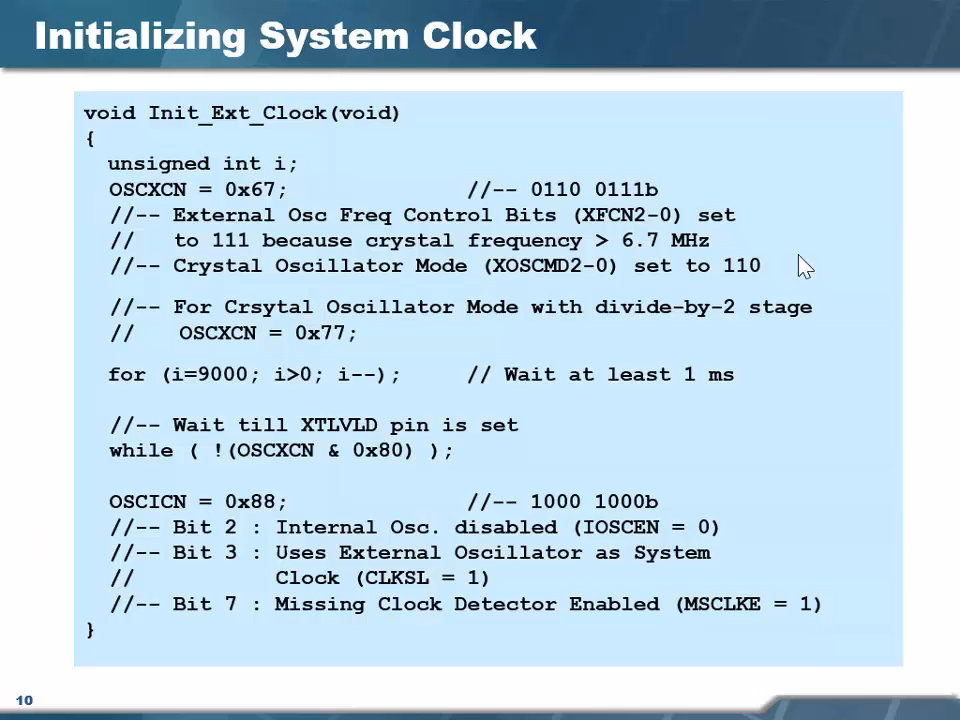 Initializing System Clock
void Init_Ext_Clock(void)
{
unsigned int i;
OSCXCN = 0x67; //-- 0110 0111b
//-- External Osc Freq Control Bits (XFCN2-0) set
// to 111 because crystal frequency > 6.7 MHz
//-- Crystal Oscillator Mode (XOSCMD2-0) set to 110
//-- For Crsytal Oscillator Mode with divide-by-2 stage
// OSCXCN = 0x77;
for (i=9000; i>0; i--); // Wait at least 1 ms
//-- Wait till XTLVLD pin is set
while ( !(OSCXCN & 0x80) );
OSCICN = 0x88; //-- 1000 1000b
//-- Bit 2 : Internal Osc. disabled (IOSCEN = 0)
//-- Bit 3 : Uses External Oscillator as System
// Clock (CLKSL = 1)
//-- Bit 7 : Missing Clock Detector Enabled (MSCLKE = 1)
}
10